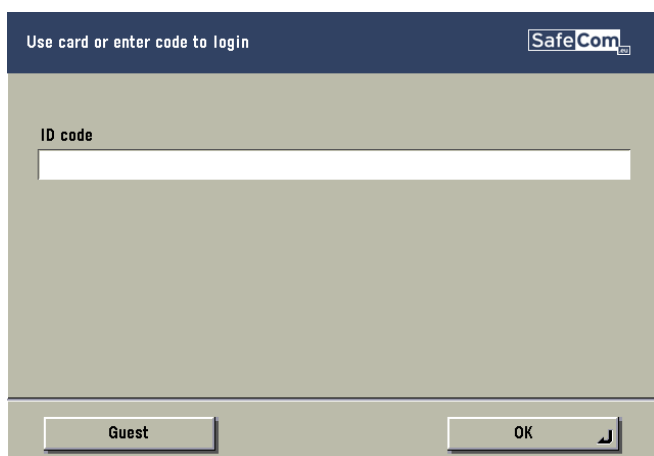 Use card or enter code to login
SafeCom.eu
ID code
Guest
OK